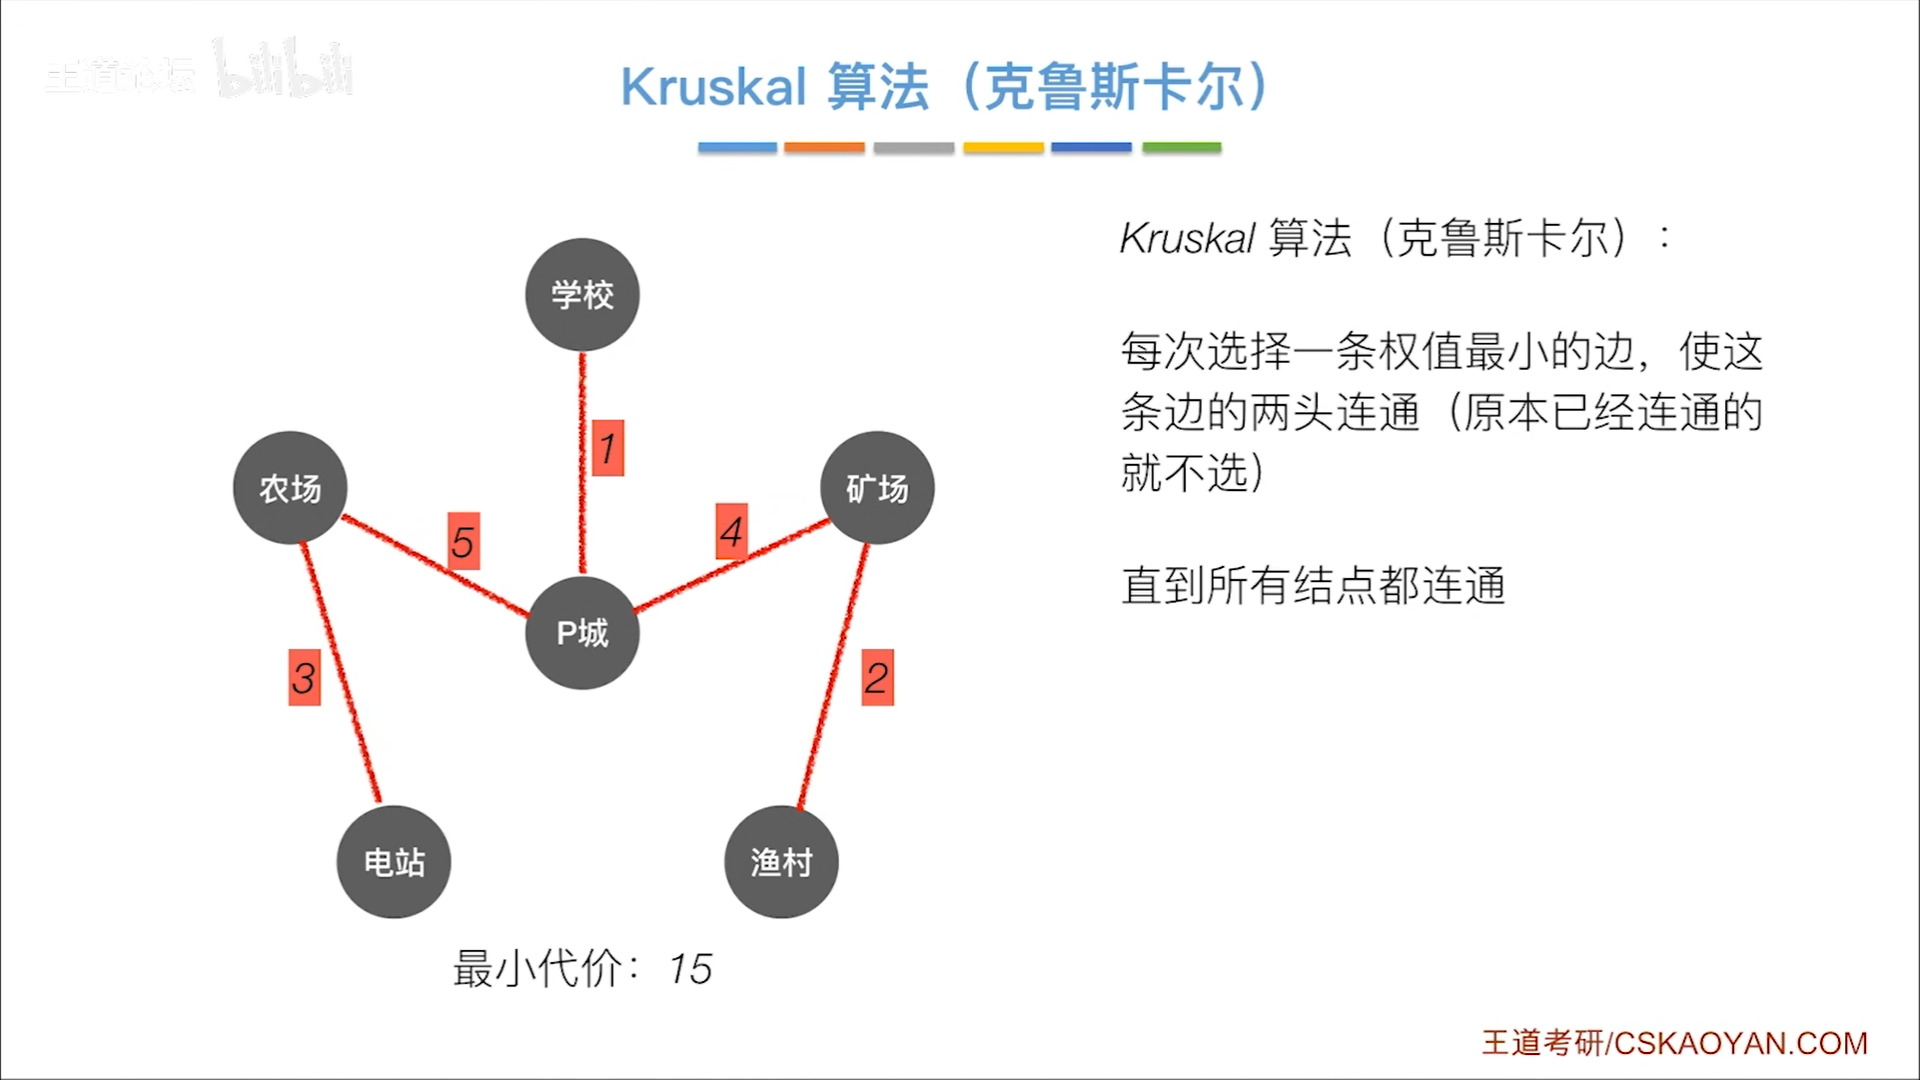 王道论坛 bilibili
Kruskal 算法（克鲁斯卡尔）
Kruskal 算法（克鲁斯卡尔）：
每次选择一条权值最小的边，使这
条边的两头连通（原本已经连通的
就不选）
直到所有结点都连通
学校
1
农场
矿场
5
4
P城
3
2
电站
渔村
最小代价：15
王道考研/CSKAOYAN.COM